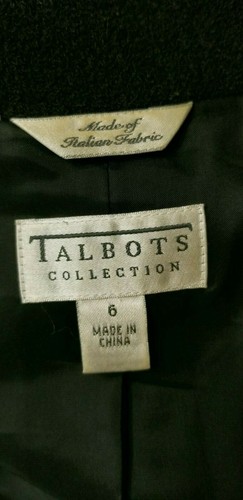 Made of
Italian Fabric
TALBOTS
COLLECTION
6
MADE IN
CHINA